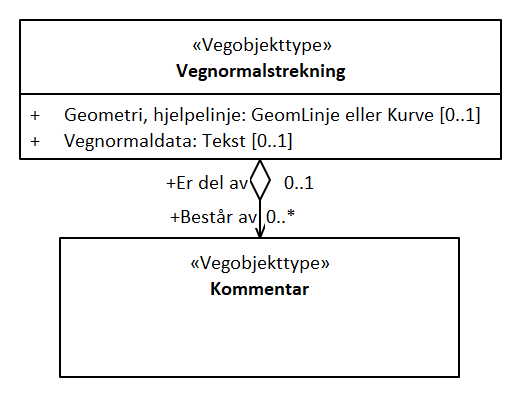 «Vegobjekttype»
Vegnormalstrekning
+ Geometri, hjelpelinje: GeomLinje eller Kurve [0..1]
+ Vegnormaldata: Tekst [0..1]
+Er del av 0..1
+Består av 0..*
«Vegobjekttype»
Kommentar